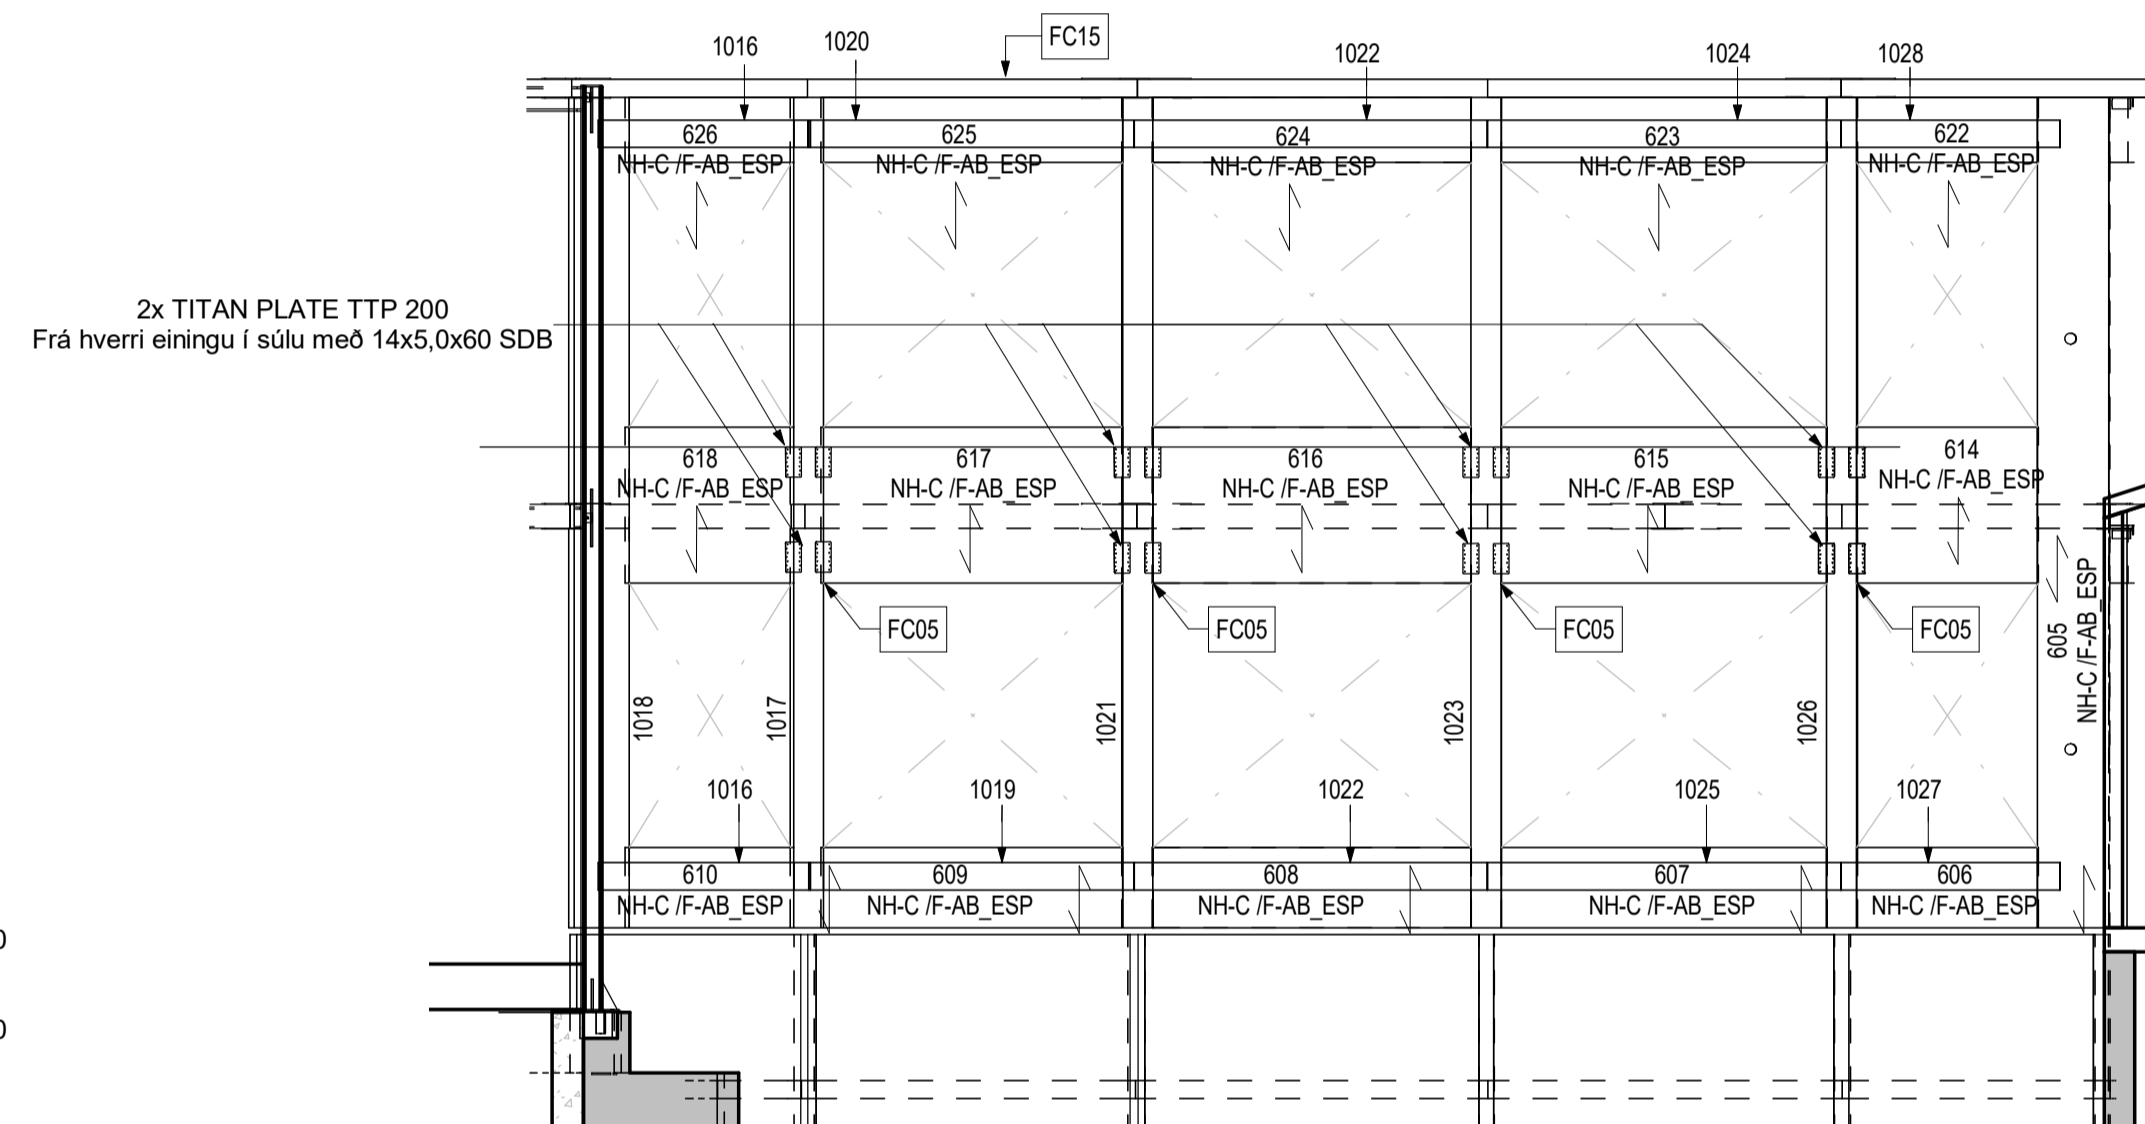 FC15
1016
1020
1022
1024
1028
626
NH-C /F-AB_ESP
625
NH-C /F-AB_ESP
624
NH-C /F-AB_ESP
623
NH-C /F-AB_ESP
622
NH-C /F-AB_ESP
2x TITAN PLATE TTP 200
Frá hverri einingu í súlu með 14x5,0x60 SDB
618
NH-C /F-AB_ESP
617
NH-C /F-AB_ESP
616
NH-C /F-AB_ESP
615
NH-C /F-AB_ESP
614
NH-C /F-AB_ESP
FC05
FC05
FC05
FC05
605
NH-C /F-AB_ESP
1018
1017
1021
1023
1026
1016
1019
1022
1025
1027
610
NH-C /F-AB_ESP
609
NH-C /F-AB_ESP
608
NH-C /F-AB_ESP
607
NH-C /F-AB_ESP
606
NH-C /F-AB_ESP
0
0